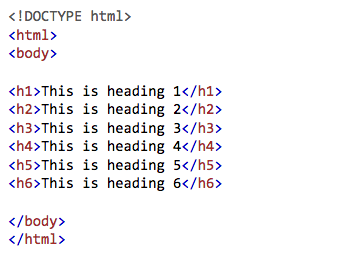 <!DOCTYPE html>
<html>
<body>
<h1>This is heading 1</h1>
<h2>This is heading 2</h2>
<h3>This is heading 3</h3>
<h4>This is heading 4</h4>
<h5>This is heading 5</h5>
<h6>This is heading 6</h6>
</body>
</html>